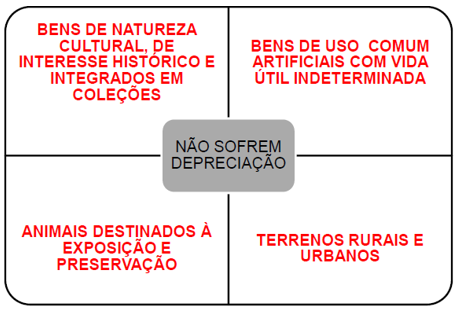 BENS DE NATUREZA
CULTURAL, DE
INTERESSE HISTÓRICO E
INTEGRADOS EM
COLEÇÕES
BENS DE USO COMUM
ARTIFICIAIS COM VIDA
ÚTIL INDETERMINADA
NÃO SOFREM
DEPRECIAÇÃO
ANIMAIS DESTINADOS À
EXPOSIÇÃO E
PRESERVAÇÃO
TERRENOS RURAIS E
URBANOS